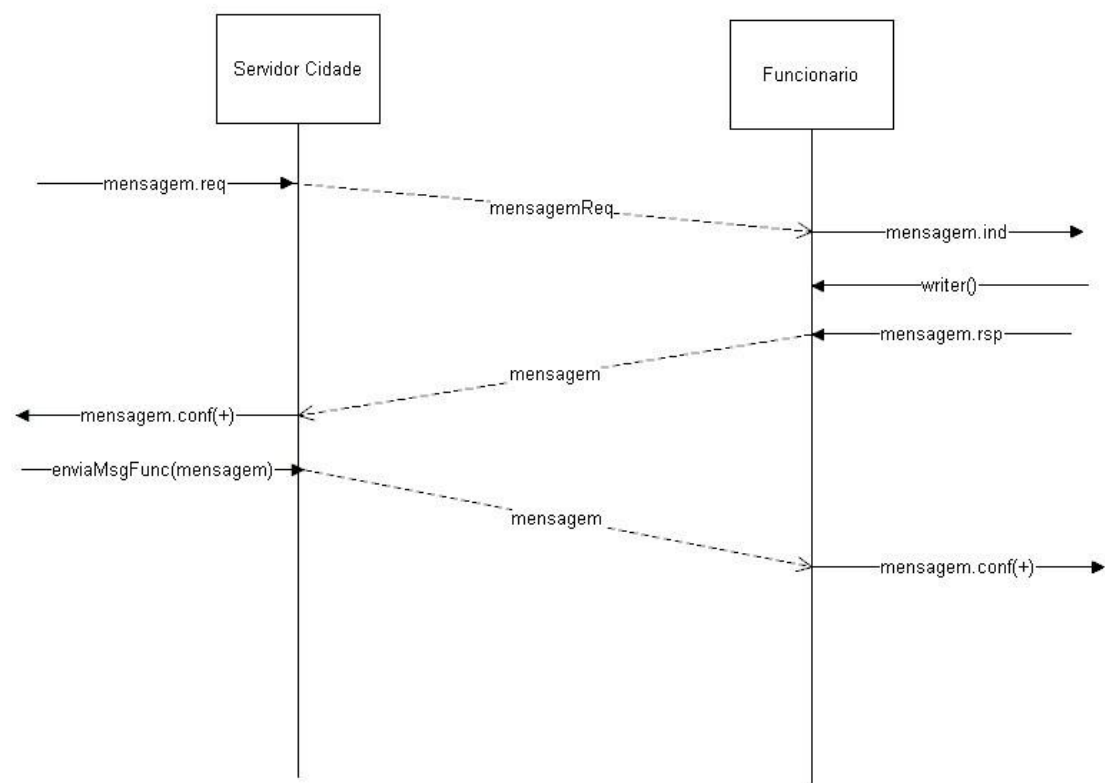 Servidor Cidade
Funcionario
mensagem.req
mensagemReq
mensagem.ind
writer()
mensagem.rsp
mensagem
mensagem.conf(+)
enviaMsgFunc(mensagem)
mensagem
mensagem.conf(+)